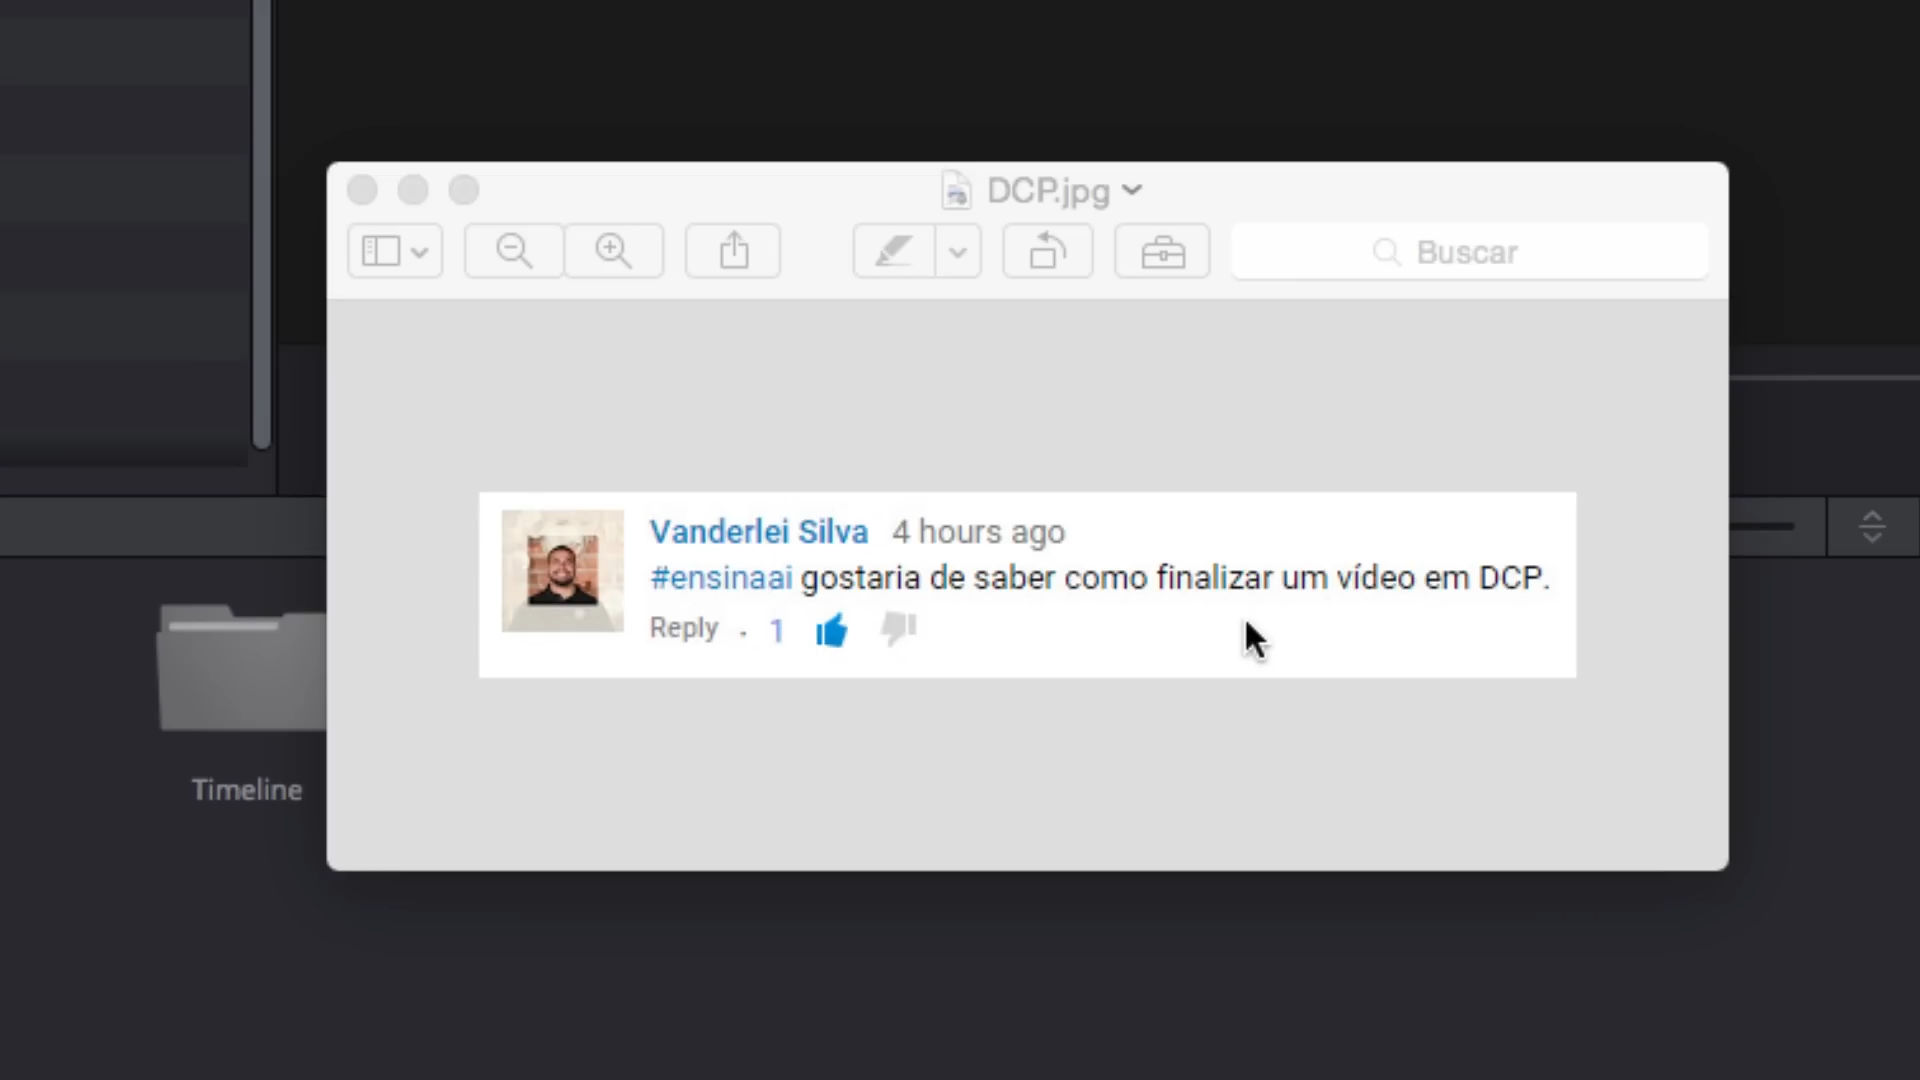 DCP.jpg
Buscar
Vanderlei Silva 4 hours ago
#ensinaai gostaria de saber como finalizar um vídeo em DCP.
Reply . 1
Timeline